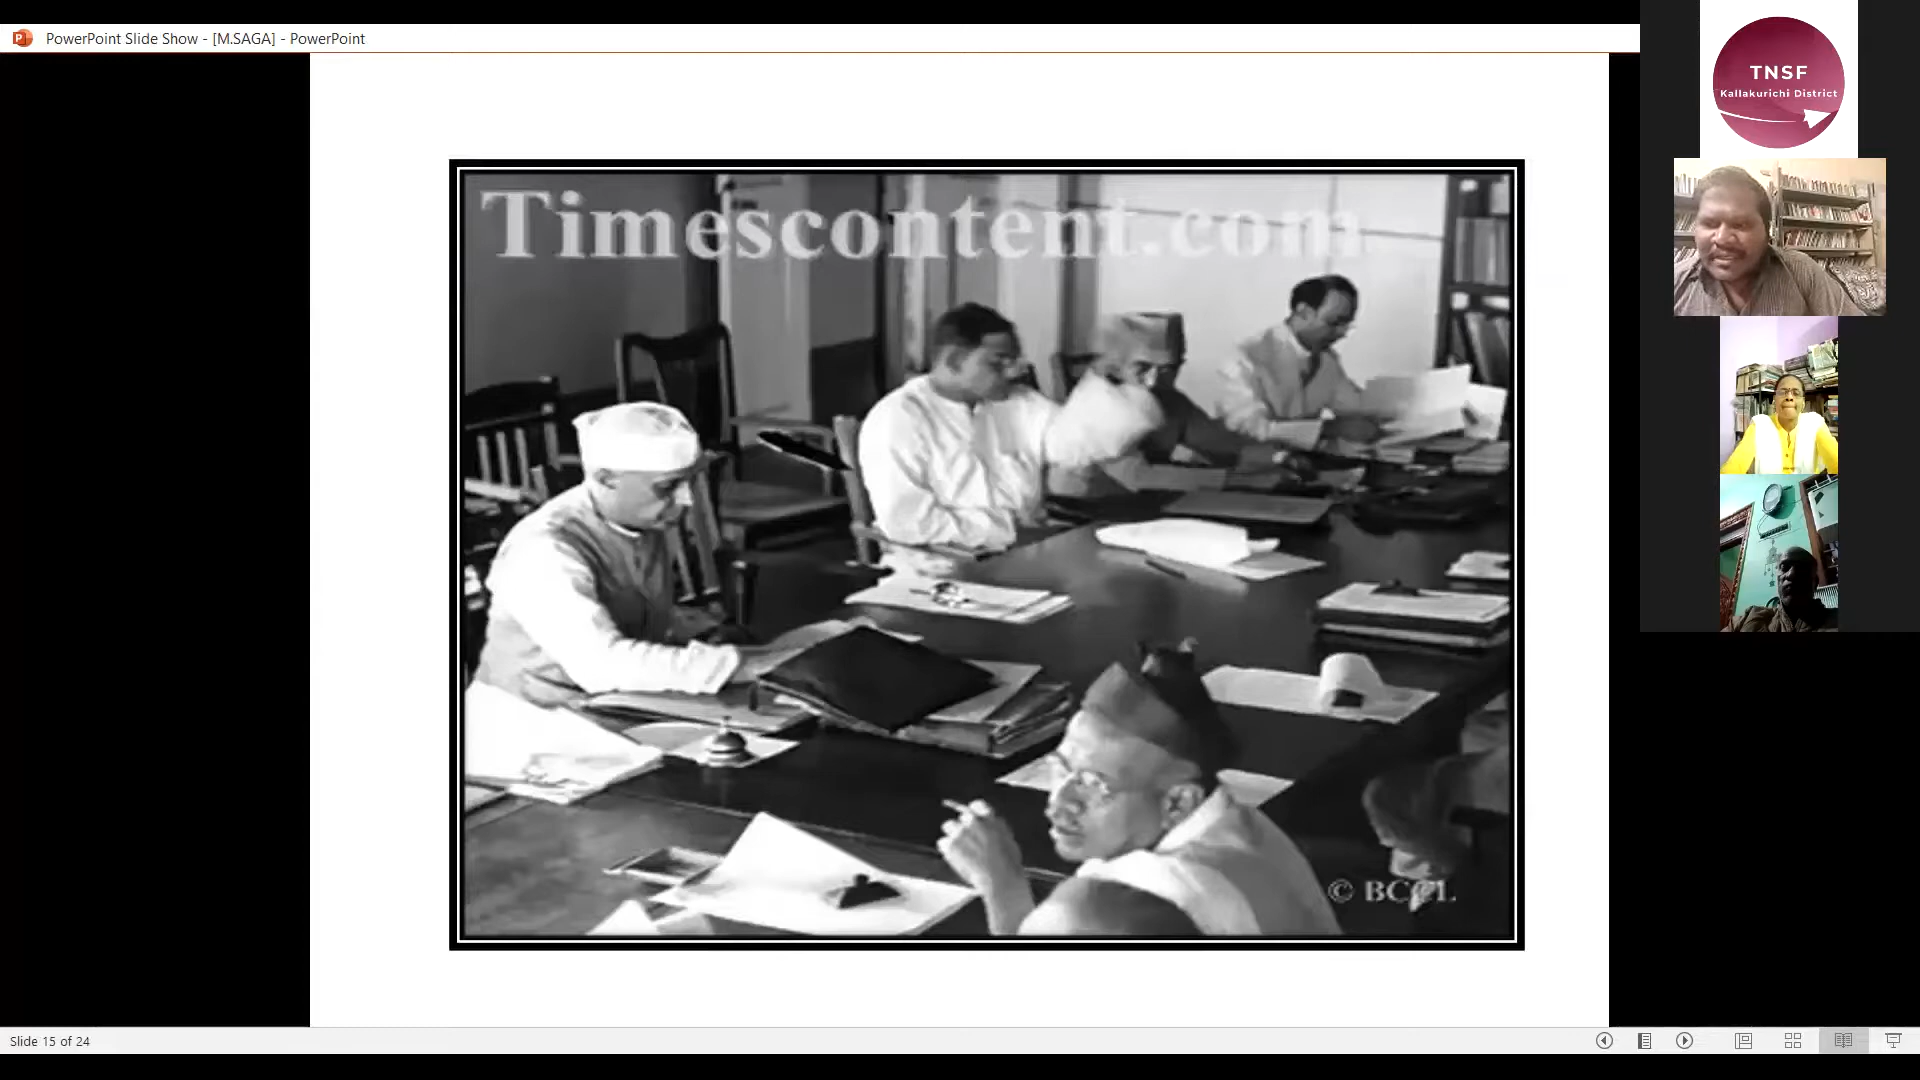 PowerPoint Slide Show - [M.SAGA] - PowerPoint
TNSF
Kallakurichi District
Timescontent.com
© BCCL
Slide 15 of 24